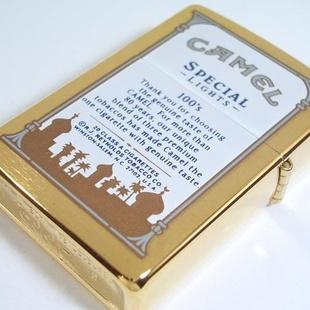 CAMEL
SPECIAL
– LIGHTS –
100's
Thank you for choosing
the genuine taste of
CAMEL. For more than
80 years, our unique
blend of three premium
tobaccos has made Camel the
one cigarette with genuine taste.
20 CLASS A CIGARETTES
© R.J. REYNOLDS TOBACCO CO.
WINSTON-SALEM, N.C. 27102, U.S.A.